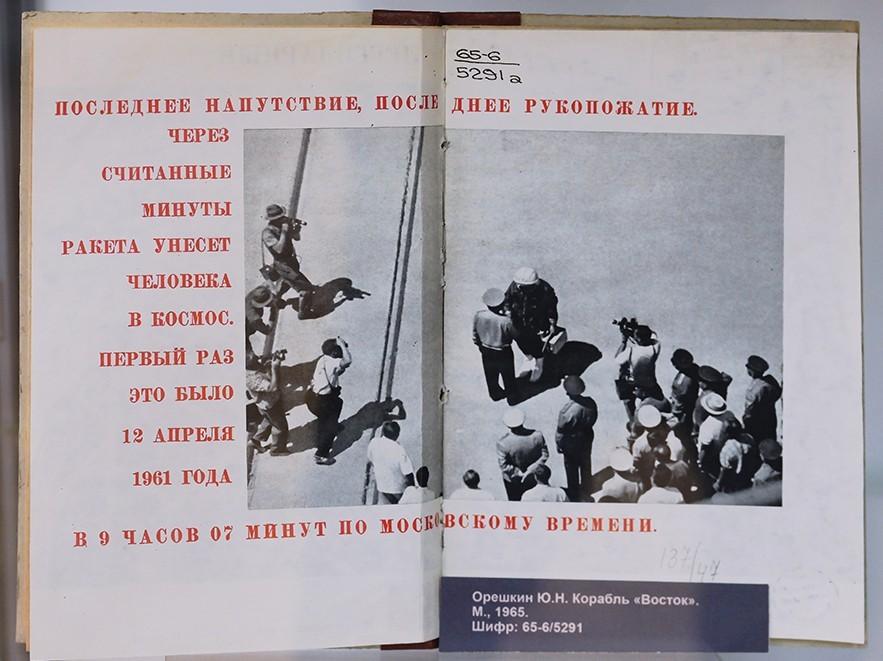 65-6
5291а
ПОСЛЕДНЕЕ НАПУТСТВИЕ, ПОСЛЕДНЕЕ РУКОПОЖАТИЕ.
ЧЕРЕЗ
СЧИТАННЫЕ
МИНУТЫ
РАКЕТА УНЕСЕТ
ЧЕЛОВЕКА
В КОСМОС.
ПЕРВЫЙ РАЗ
ЭТО БЫЛО
12 АПРЕЛЯ
1961 ГОДА
В 9 ЧАСОВ 07 МИНУТ ПО МОСКОВСКОМУ ВРЕМЕНИ.
137/47
Орешкин Ю.Н. Корабль «Восток».
М., 1965.
Шифр: 65-6/5291